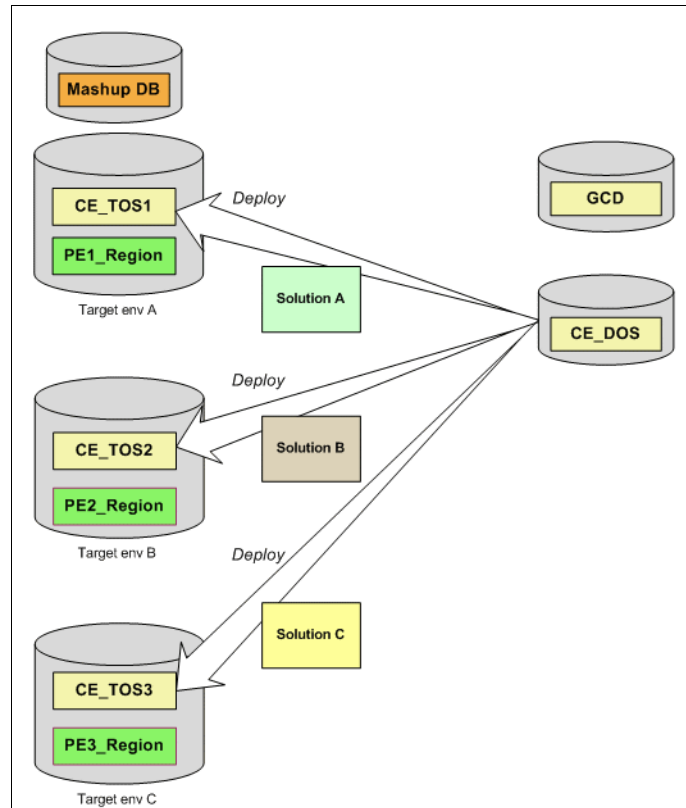 Mashup DB
CE_TOS1
PE1_Region
Target env A
Deploy
Solution A
GCD
CE_DOS
CE_TOS2
PE2_Region
Target env B
Deploy
Solution B
CE_TOS3
PE3_Region
Target env C
Deploy
Solution C